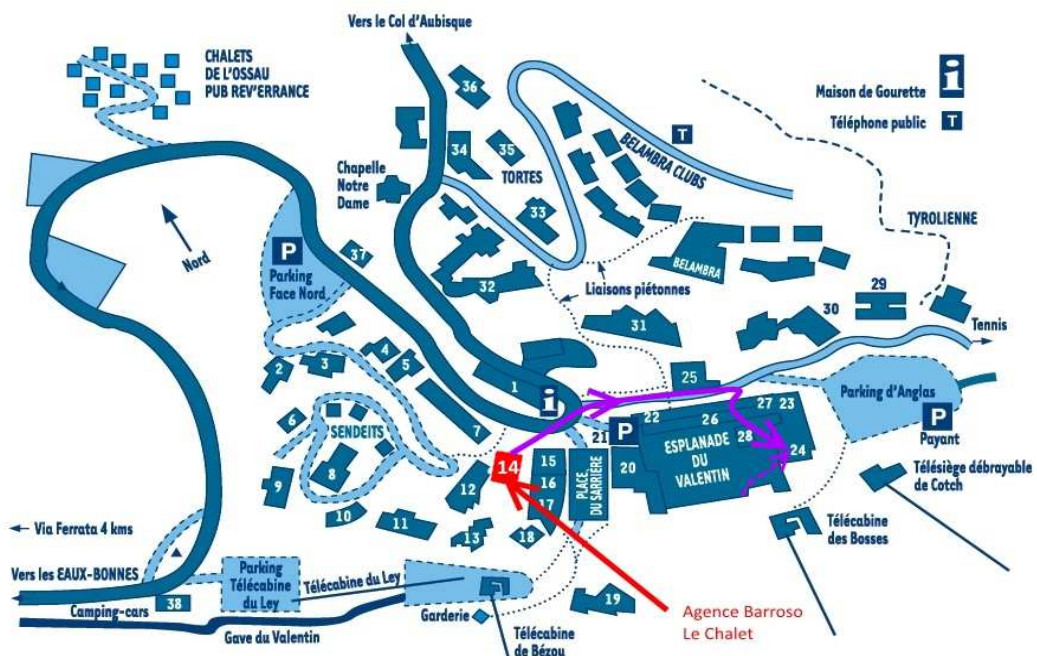 Vers le Col d'Aubisque
CHALETS
DE L'OSSAU
PUB REV'ERRANCE
36
Maison de Gourette
i
Téléphone public
T
34
35
TORTES
BELAMBRA CLUBS
T
Chapelle
Notre
Dame
33
TYROLIENNE
Nord
P
Parking
Face Nord
37
32
BELAMBRA
Liaisons piétonnes
29
30
31
Tennis
2
3
4
5
1
i
25
Parking d'Anglas
P
Payant
6
SENDEITS
7
21
P
22
26
27
23
ESPLANADE
DU
VALENTIN
28
24
8
9
14
15
16
17
PLACE
DU SARRIÈRE
20
12
10
11
13
18
Télésiège débrayable
de Cotch
Télécabine
des Bosses
Via Ferrata 4 kms
Vers les EAUX-BONNES
Parking
Télécabine
du Ley
Télécabine du Ley
Camping-cars
38
Garderie
19
Gave du Valentin
Télécabine
de Bézou
Agence Barroso
Le Chalet